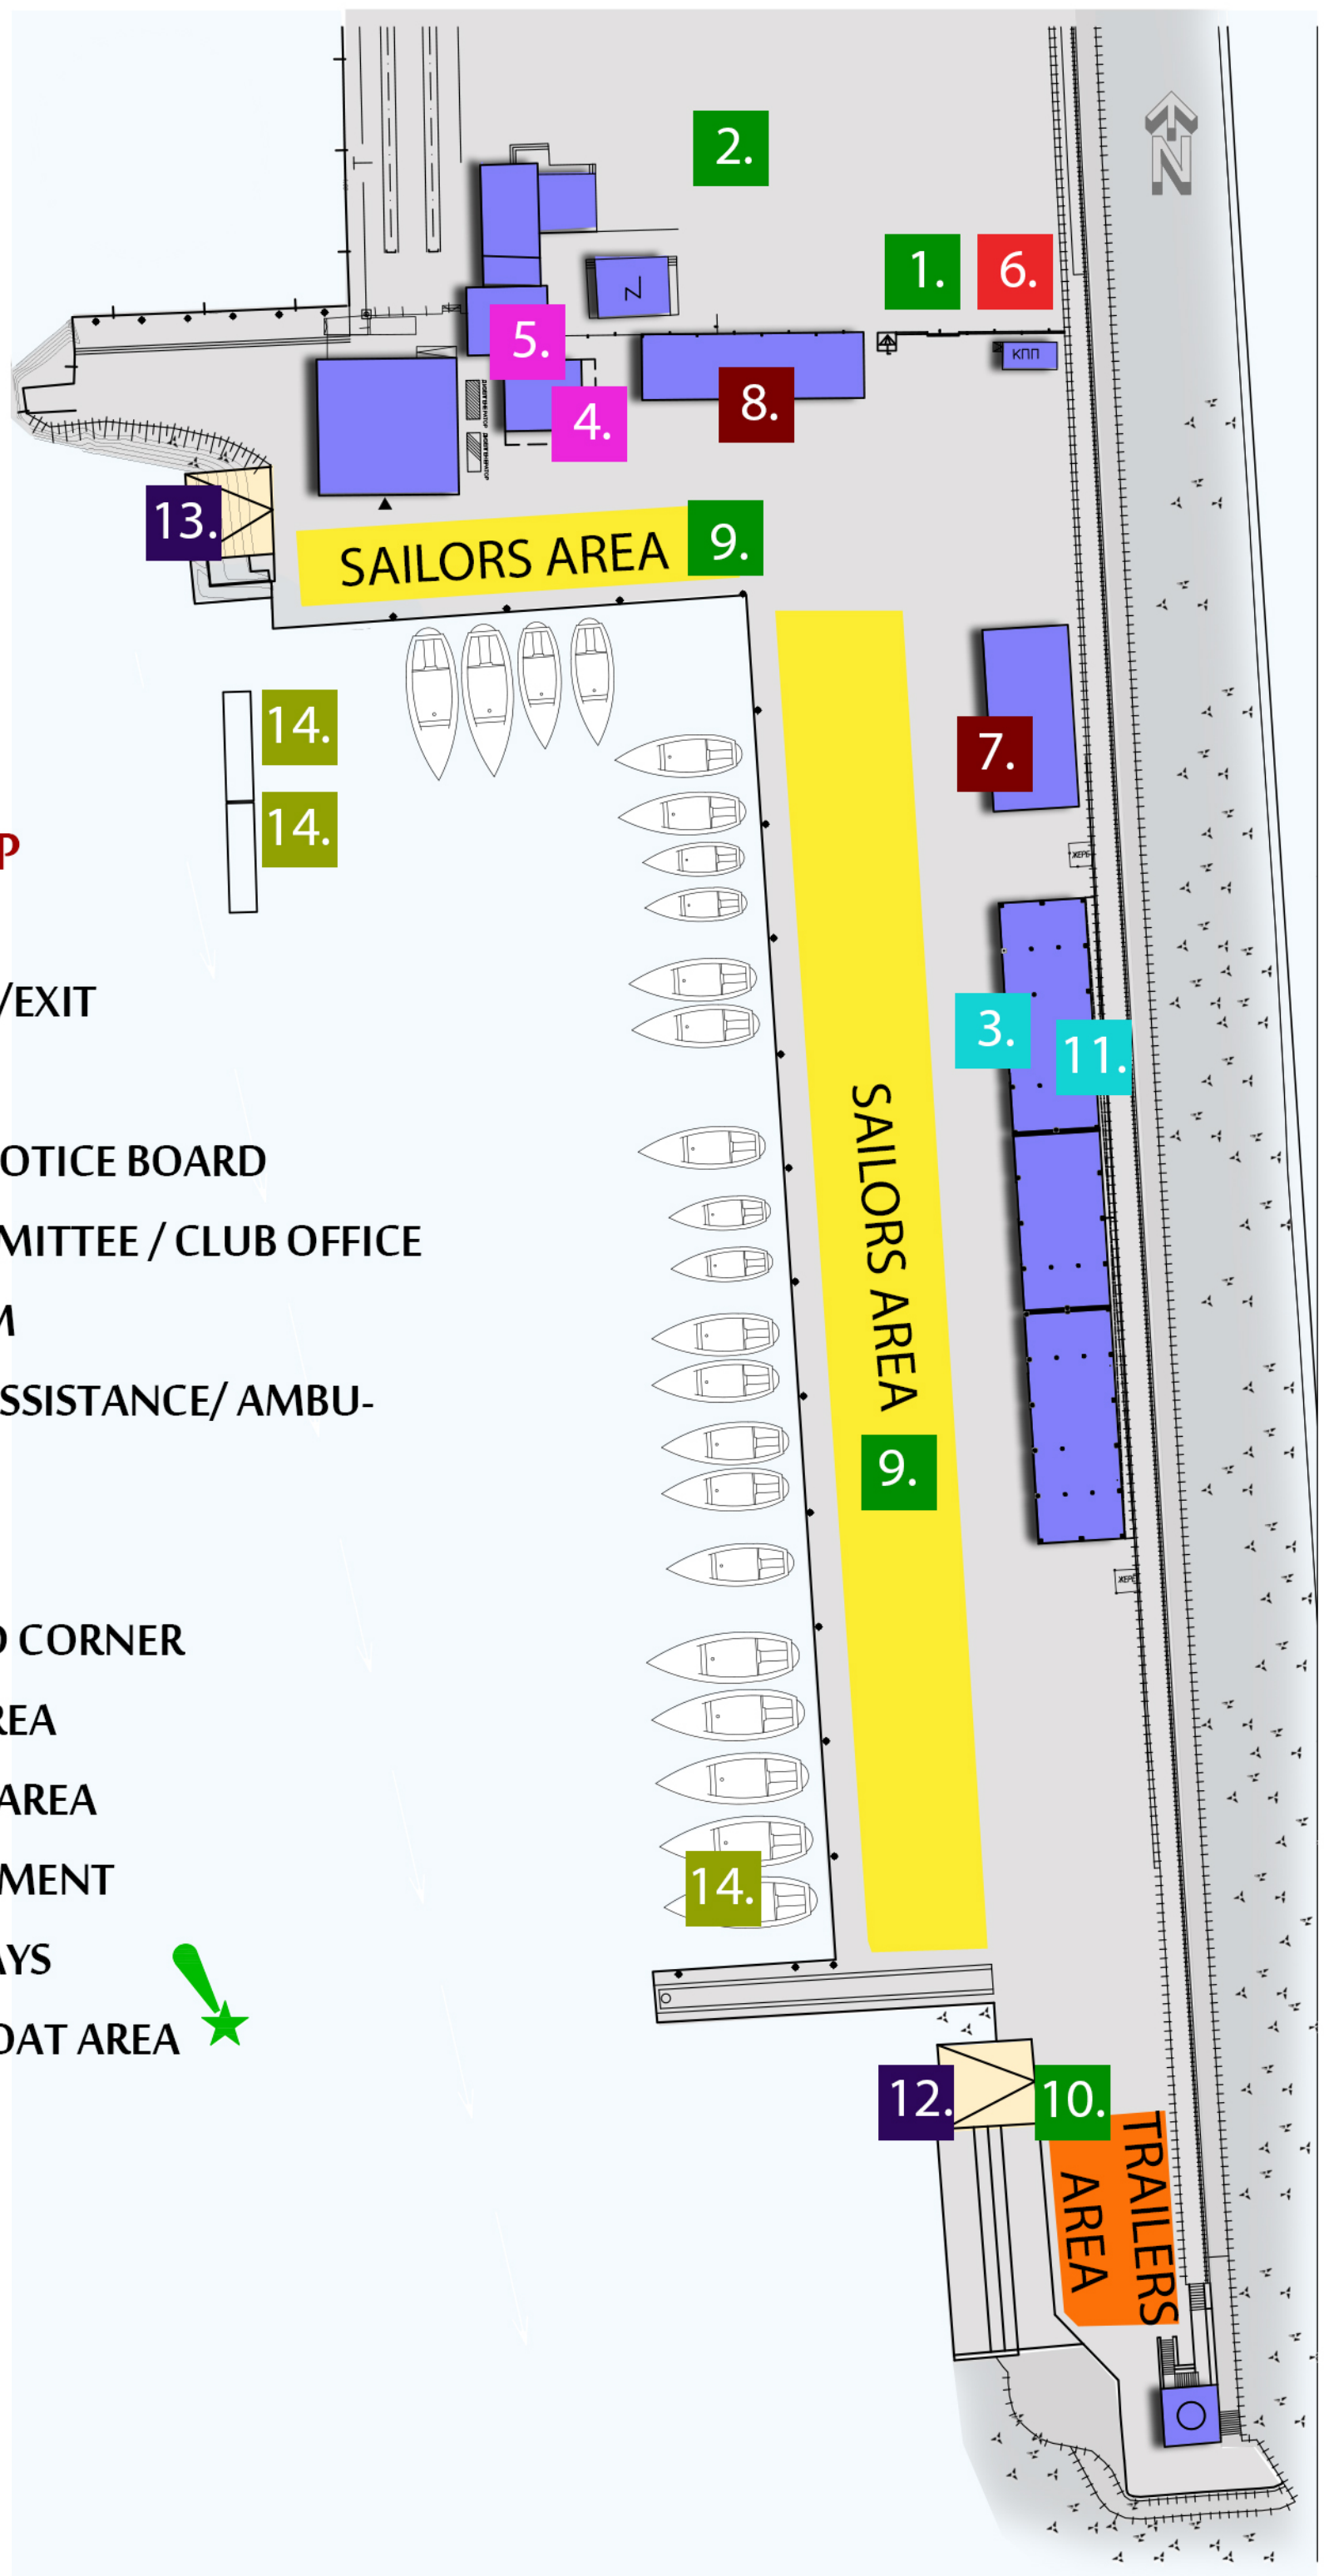 2.
N
1.
6.
КПП
5.
4.
8.
13.
SAILORS AREA
9.
14.
14.
7.
P
/EXIT
3.
11.
OTICE BOARD
MITTEE / CLUB OFFICE
M
SSISTANCE/ AMBU-
SAILORS AREA
9.
D CORNER
REA
AREA
MENT
AYS
OAT AREA
14.
12.
10.
TRAILERS
AREA